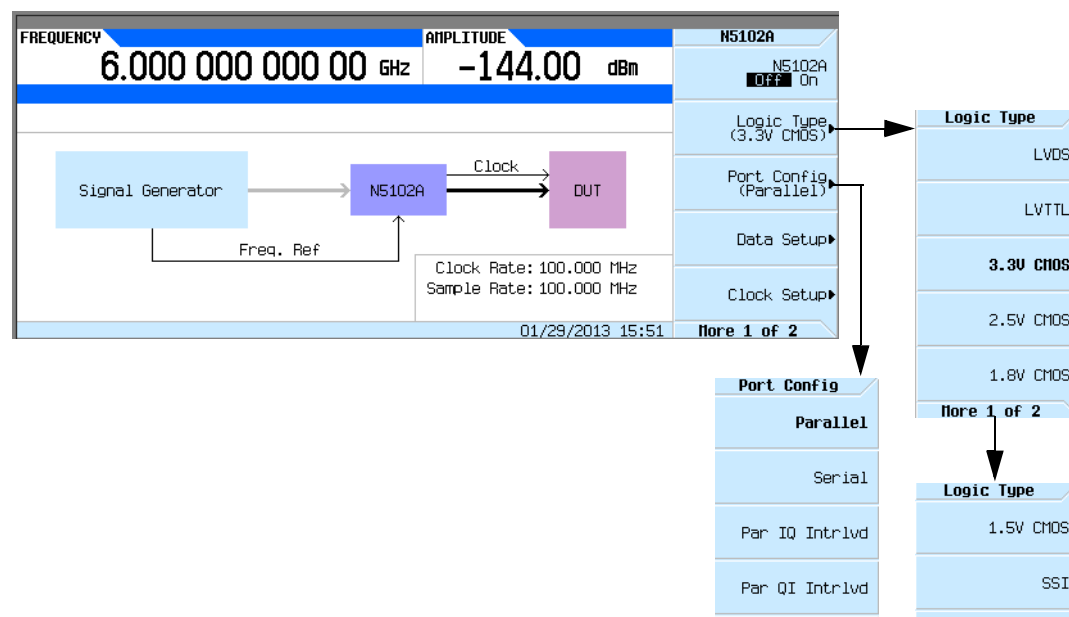 FREQUENCY
6.000 000 000 00 GHz
AMPLITUDE
-144.00 dBm
Signal Generator
N5102A
Clock
DUT
Freq. Ref
Clock Rate: 100.000 MHz
Sample Rate: 100.000 MHz
01/29/2013 15:51
N5102A
N5102A
Off On
Logic Type
(3.3V CMOS)
Port Config
(Parallel)
Data Setup
Clock Setup
More 1 of 2
Logic Type
LVDS
LVTTL
3.3V CMOS
2.5V CMOS
1.8V CMOS
More 1 of 2
Port Config
Parallel
Serial
Par IQ Intrlvd
Par QI Intrlvd
Logic Type
1.5V CMOS
SSI